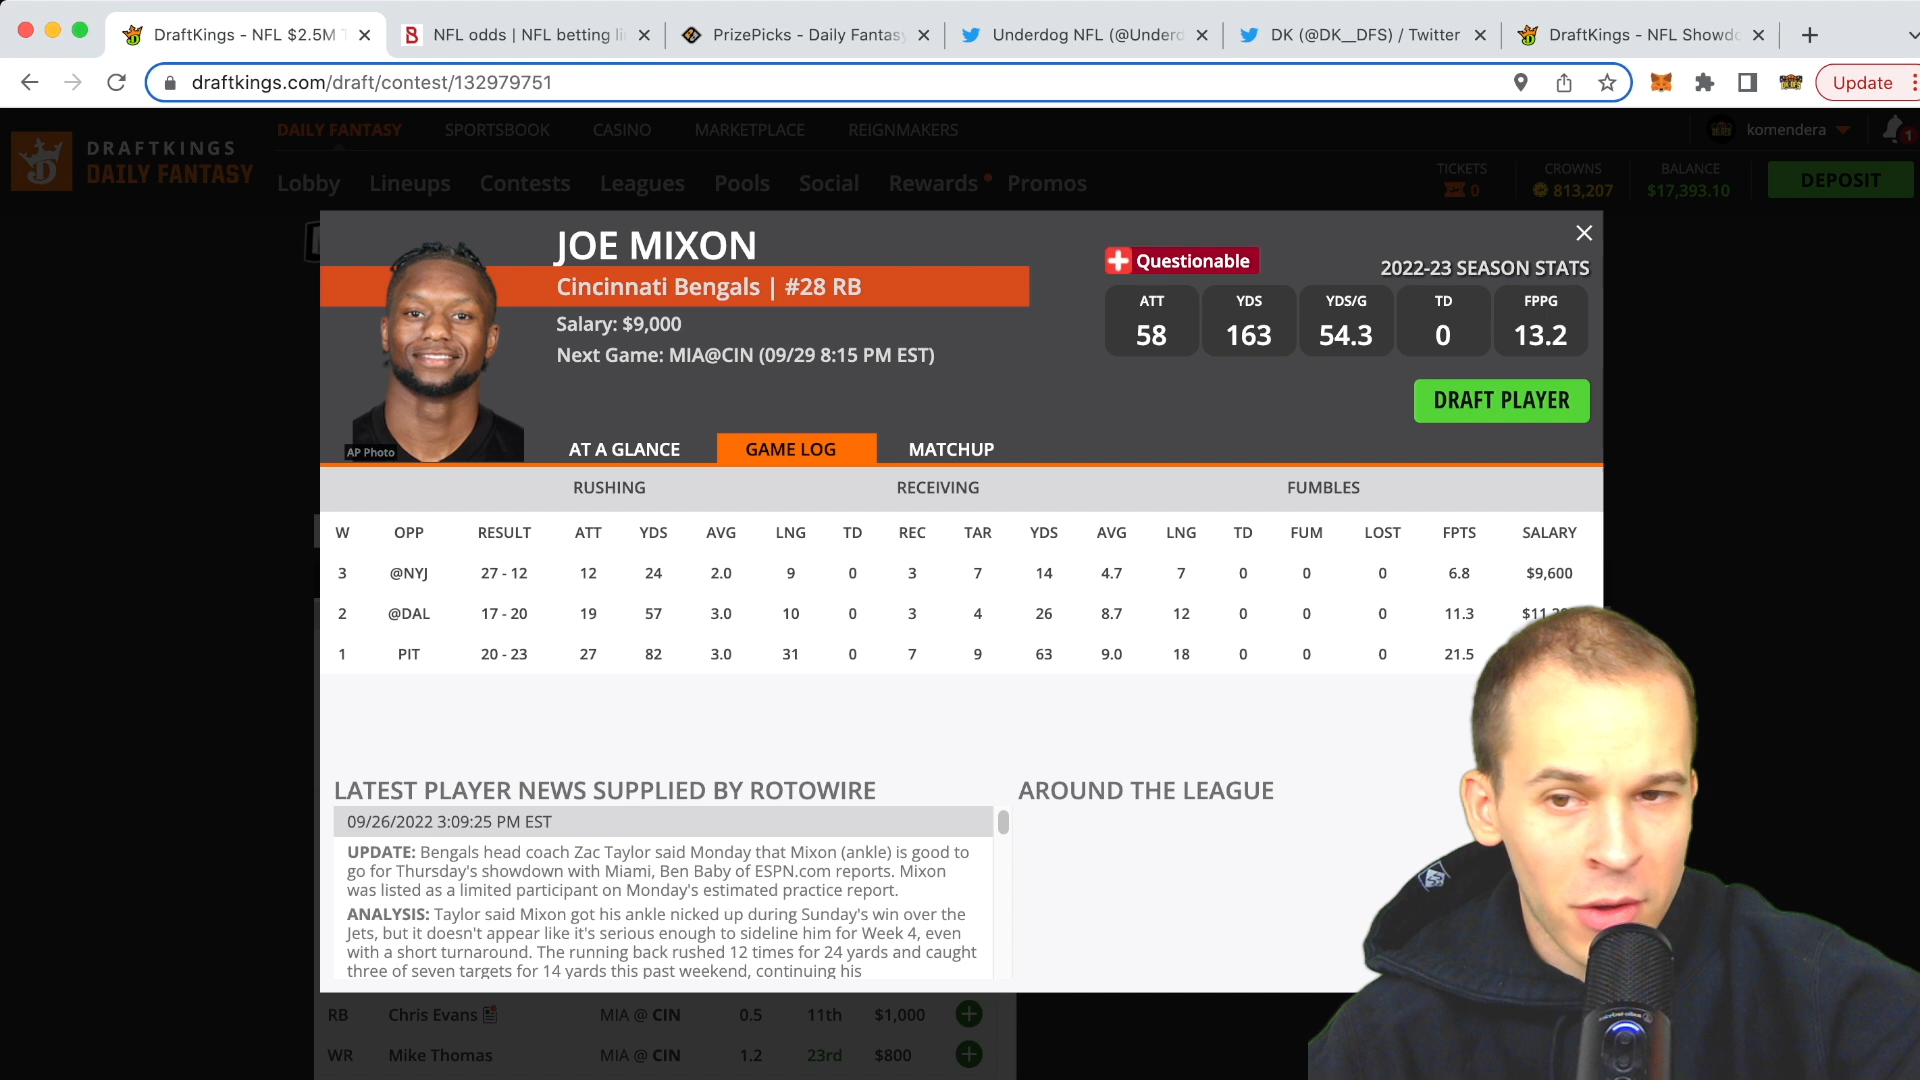 DraftKings - NFL $2.5M T
NFL odds | NFL betting li
PrizePicks - Daily Fantasy
Underdog NFL (@Underd
DK (@DK__DFS) / Twitter
DraftKings - NFL Showdo
draftkings.com/draft/contest/132979751
Update
DAILY FANTASY SPORTSBOOK CASINO MARKETPLACE REIGNMAKERS
komendera
1
DRAFTKINGS
DAILY FANTASY
Lobby Lineups Contests Leagues Pools Social Rewards Promos
TICKETS
0
CROWNS
813,207
BALANCE
$17,393.10
DEPOSIT
JOE MIXON
Cincinnati Bengals | #28 RB
Salary: $9,000
Next Game: MIA@CIN (09/29 8:15 PM EST)
AP Photo
Questionable
2022-23 SEASON STATS
ATT YDS YDS/G TD FPPG
58 163 54.3 0 13.2
DRAFT PLAYER
AT A GLANCE GAME LOG MATCHUP
RUSHING RECEIVING FUMBLES
W OPP RESULT ATT YDS AVG LNG TD REC TAR YDS AVG LNG TD FUM LOST FPTS SALARY
3 @NYJ 27 - 12 12 24 2.0 9 0 3 7 14 4.7 7 0 0 0 6.8 $9,600
2 @DAL 17 - 20 19 57 3.0 10 0 3 4 26 8.7 12 0 0 0 11.3
1 PIT 20 - 23 27 82 3.0 31 0 7 9 63 9.0 18 0 0 0 21.5
LATEST PLAYER NEWS SUPPLIED BY ROTOWIRE
AROUND THE LEAGUE
09/26/2022 3:09:25 PM EST
UPDATE: Bengals head coach Zac Taylor said Monday that Mixon (ankle) is good to
go for Thursday's showdown with Miami, Ben Baby of ESPN.com reports. Mixon
was listed as a limited participant on Monday's estimated practice report.
ANALYSIS: Taylor said Mixon got his ankle nicked up during Sunday's win over the
Jets, but it doesn't appear like it's serious enough to sideline him for Week 4, even
with a short turnaround. The running back rushed 12 times for 24 yards and caught
three of seven targets for 14 yards this past weekend, continuing his
RB Chris Evans MIA @ CIN 0.5 11th $1,000
WR Mike Thomas MIA @ CIN 1.2 23rd $800